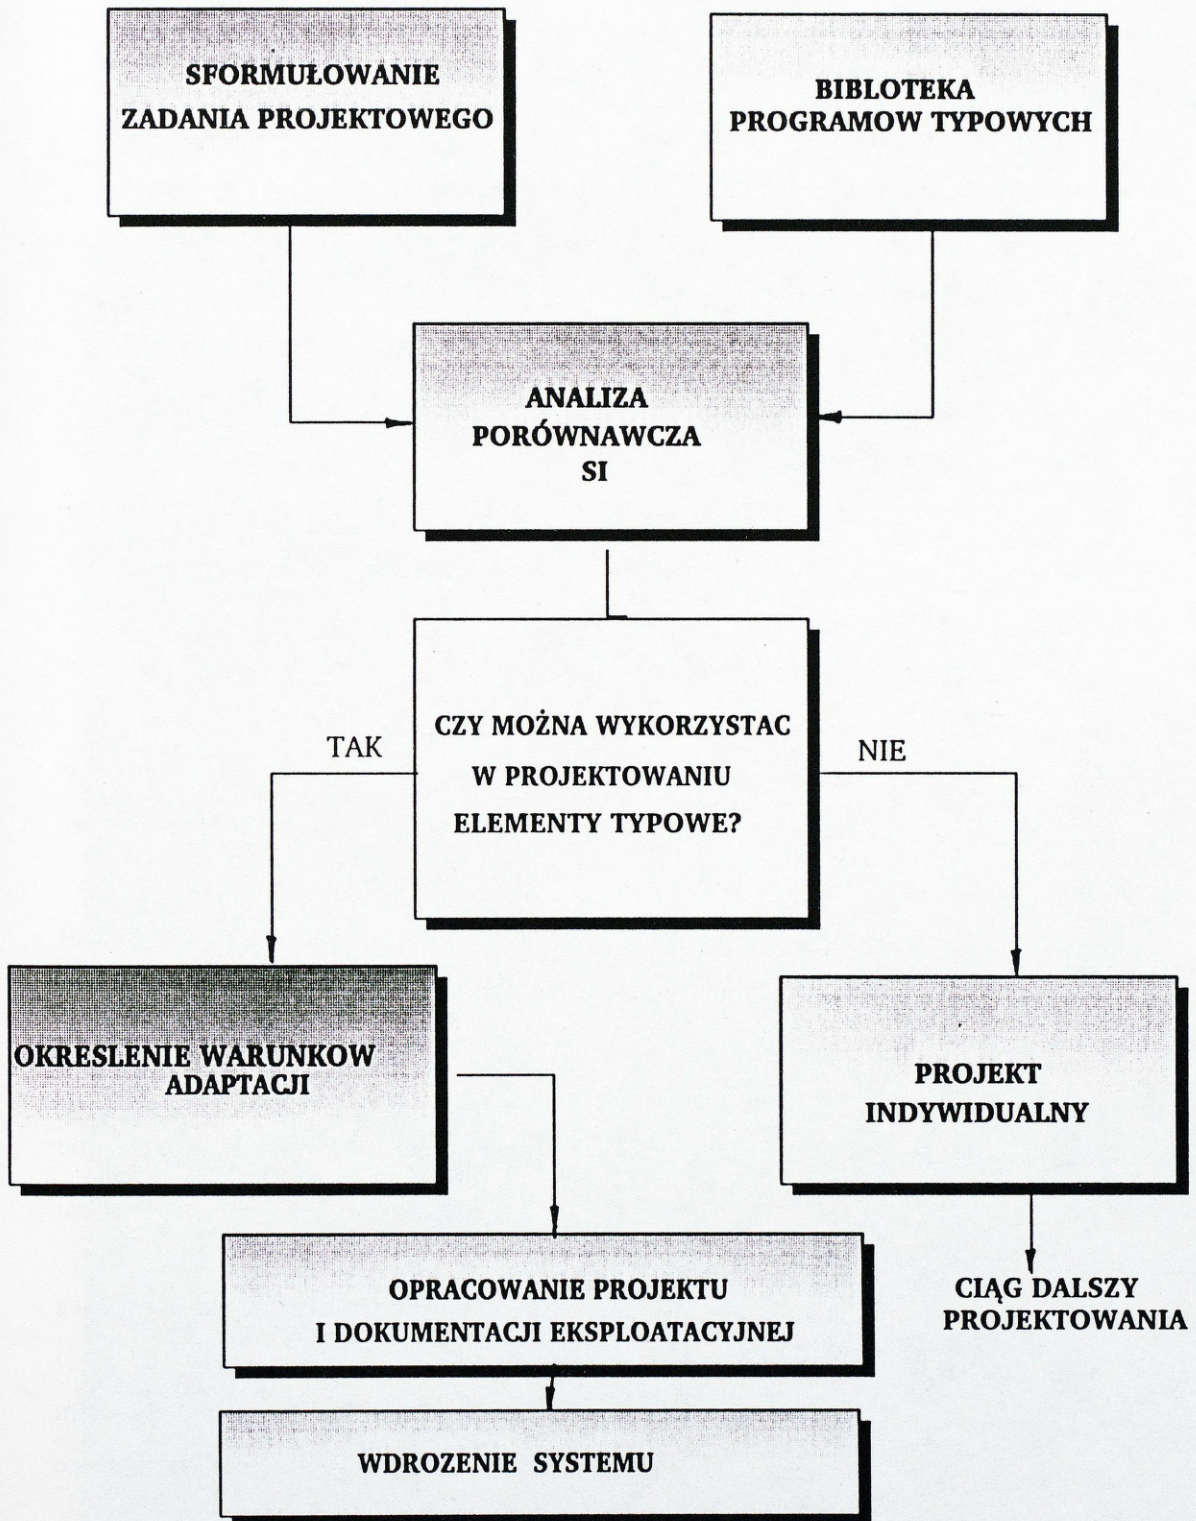 SFORMUŁOWANIE
ZADANIA PROJEKTOWEGO
BIBLOTEKA
PROGRAMOW TYPOWYCH
ANALIZA
PORÓWNAWCZA
SI
CZY MOŻNA WYKORZYSTAC
W PROJEKTOWANIU
ELEMENTY TYPOWE?
TAK
NIE
OKRESLENIE WARUNKOW
ADAPTACJI
PROJEKT
INDYWIDUALNY
OPRACOWANIE PROJEKTU
I DOKUMENTACJI EKSPLOATACYJNEJ
CIĄG DALSZY
PROJEKTOWANIA
WDROZENIE SYSTEMU